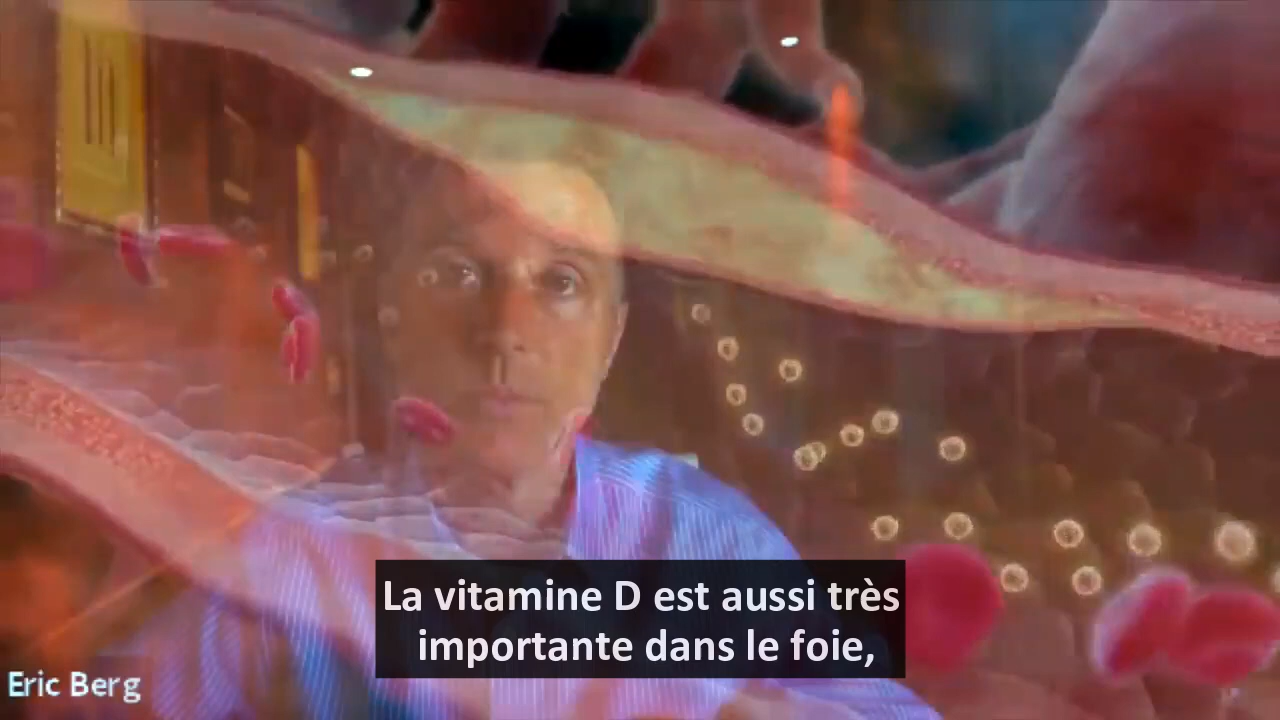 La vitamine D est aussi très
importante dans le foie,
Eric Berg